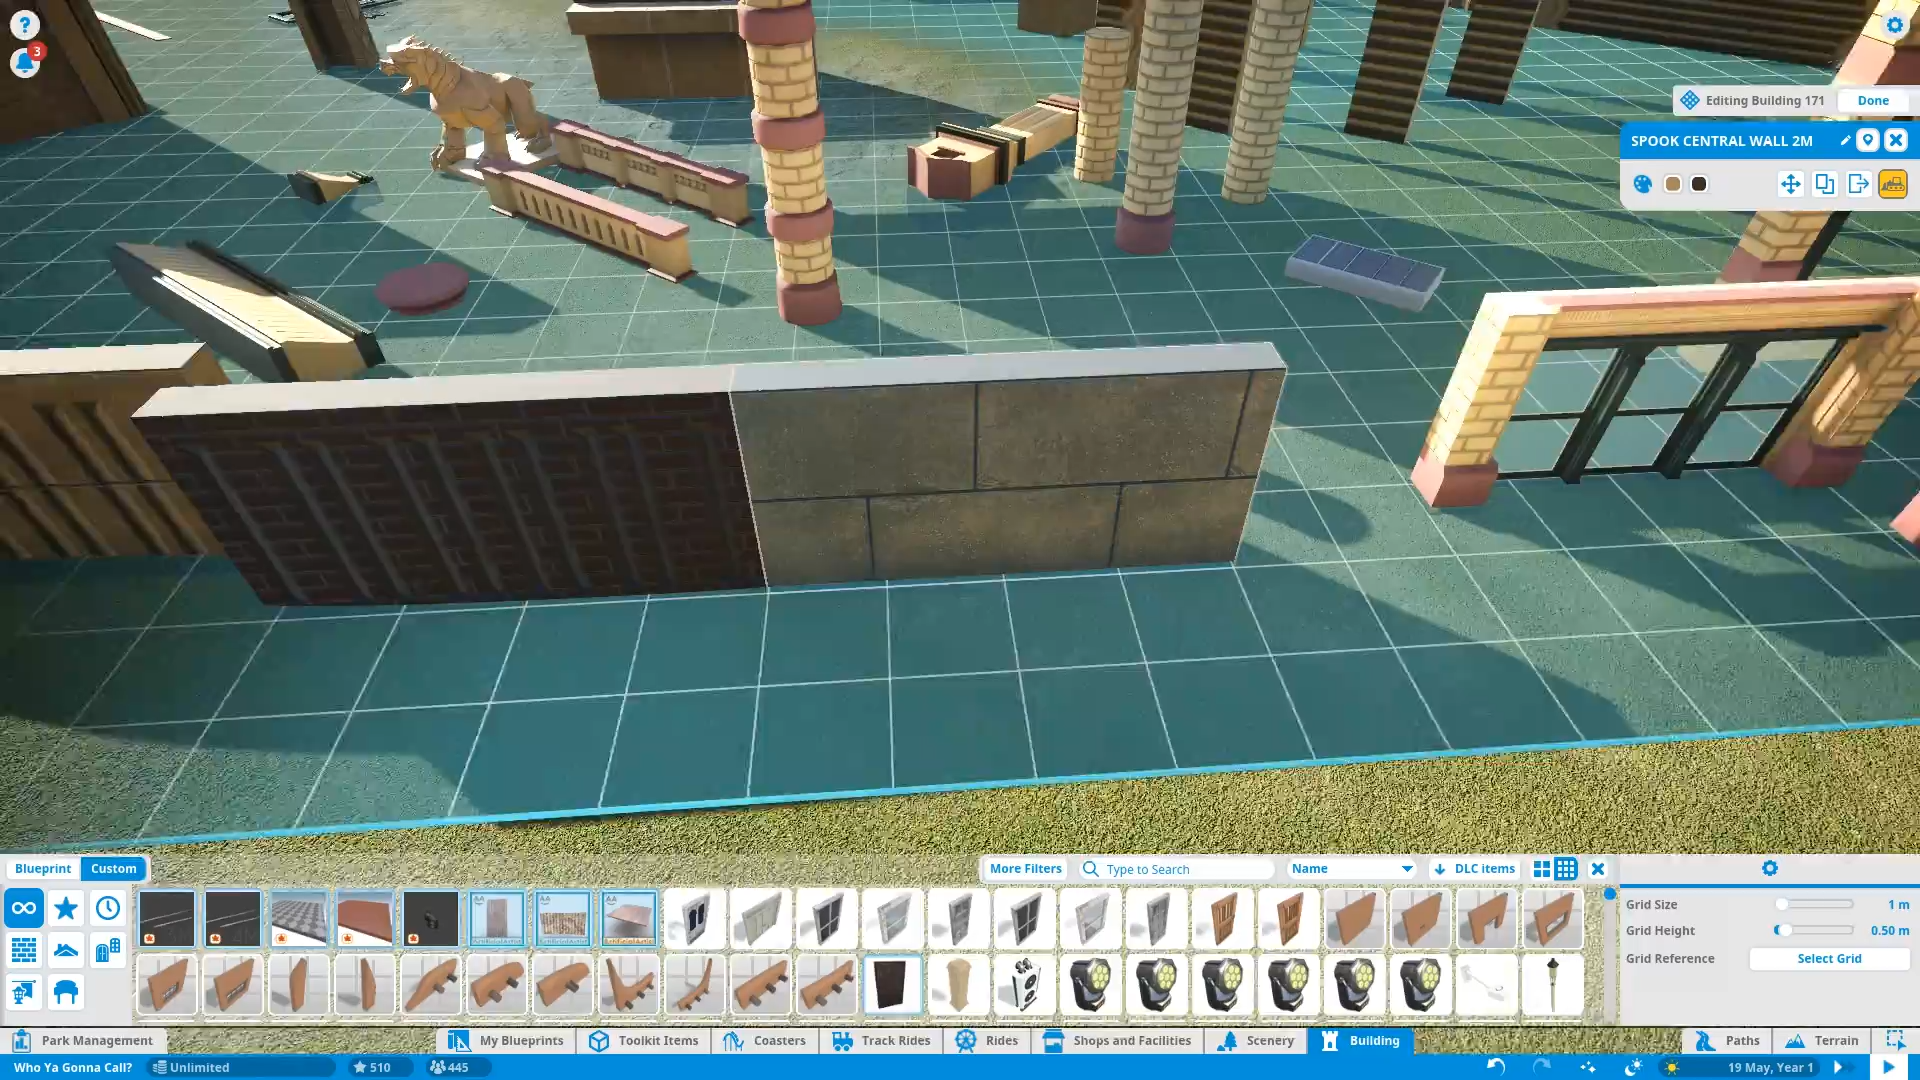 ?
3
Editing Building 171
Done
SPOOK CENTRAL WALL 2M
Blueprint
Custom
More Filters
Type to Search
Name
DLC items
Grid Size
1 m
Grid Height
0.50 m
Grid Reference
Select Grid
Park Management
My Blueprints
Toolkit Items
Coasters
Track Rides
Rides
Shops and Facilities
Scenery
Building
Paths
Terrain
Who Ya Gonna Call?
Unlimited
510
445
19 May, Year 1